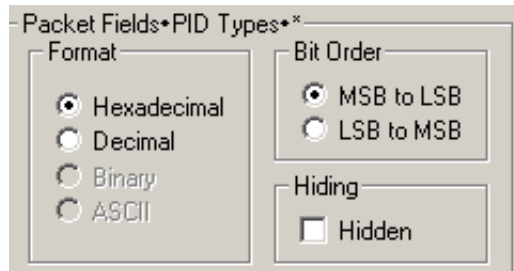 Packet Fields•PID Types•*
Format
Hexadecimal
Decimal
Binary
ASCII
Bit Order
MSB to LSB
LSB to MSB
Hiding
Hidden